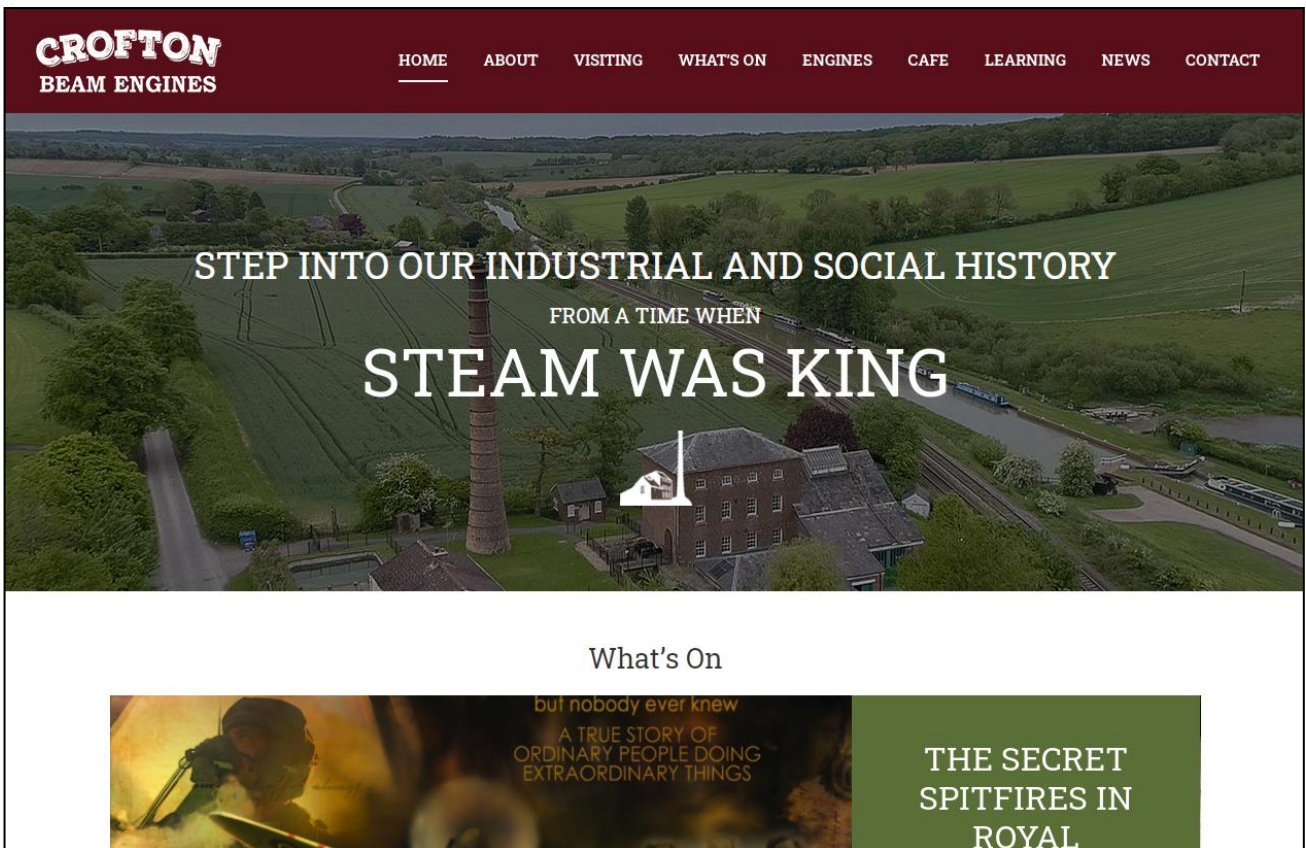 CROFTON
BEAM ENGINES
HOME ABOUT VISITING WHAT'S ON ENGINES CAFE LEARNING NEWS CONTACT
STEP INTO OUR INDUSTRIAL AND SOCIAL HISTORY
FROM A TIME WHEN
STEAM WAS KING
What's On
but nobody ever knew
A TRUE STORY OF
ORDINARY PEOPLE DOING
EXTRAORDINARY THINGS
always
THE SECRET
SPITFIRES IN
ROYAL